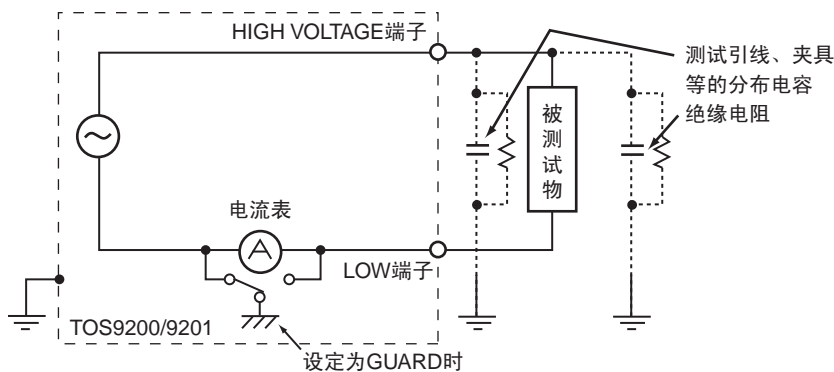 HIGH VOLTAGE端子
测试引线、夹具
等的分布电容
绝缘电阻
被
测
试
物
电流表
A
LOW端子
TOS9200/9201
设定为GUARD时